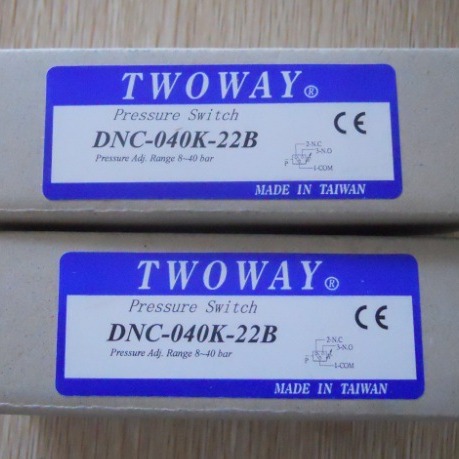 TWOWAY®
Pressure Switch
DNC-040K-22B
Pressure Adj. Range 8~40 bar
CE
2-N.C
3-N.O
P
1-COM
MADE IN TAIWAN
TWOWAY®
Pressure Switch
DNC-040K-22B
Pressure Adj. Range 8~40 bar
CE
2-N.C
3-N.O
P
1-COM
MADE IN TAIWAN